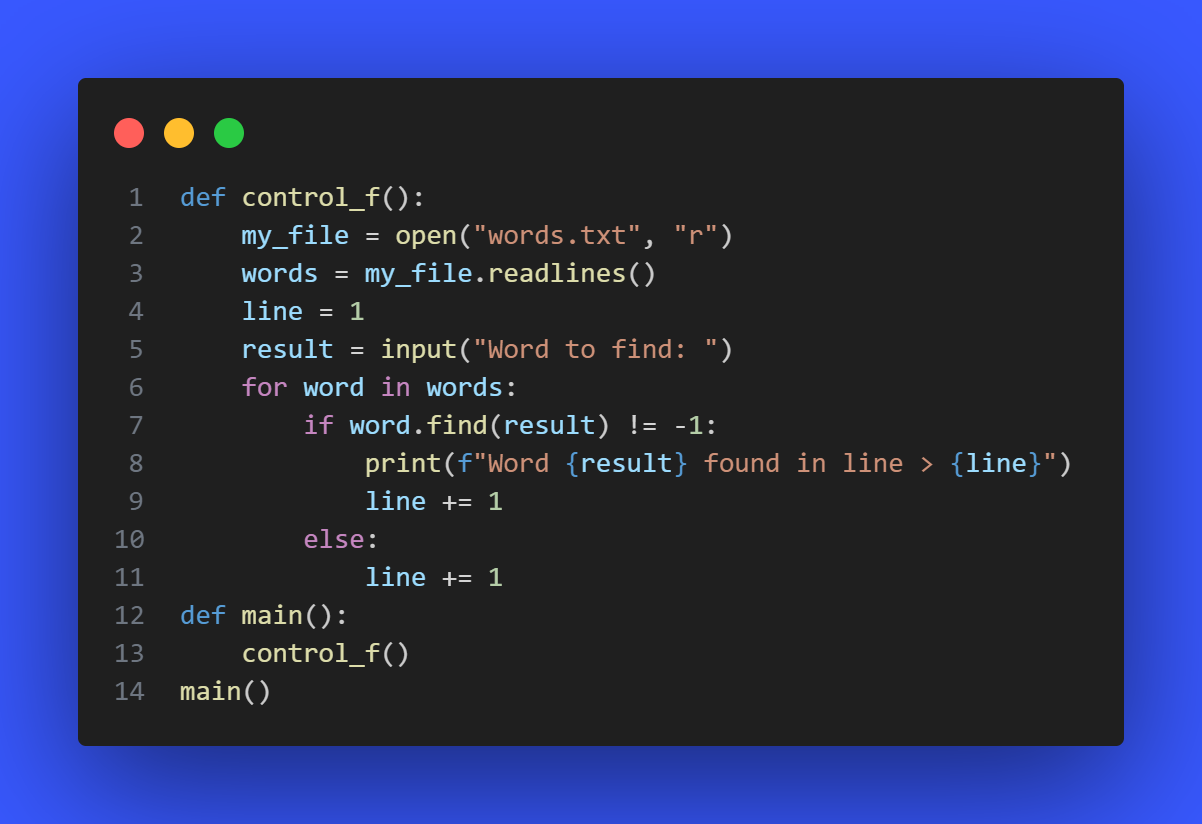 1 def control_f():
2     my_file = open("words.txt", "r")
3     words = my_file.readlines()
4     line = 1
5     result = input("Word to find: ")
6     for word in words:
7         if word.find(result) != -1:
8             print(f"Word {result} found in line > {line}")
9             line += 1
10         else:
11             line += 1
12 def main():
13     control_f()
14 main()